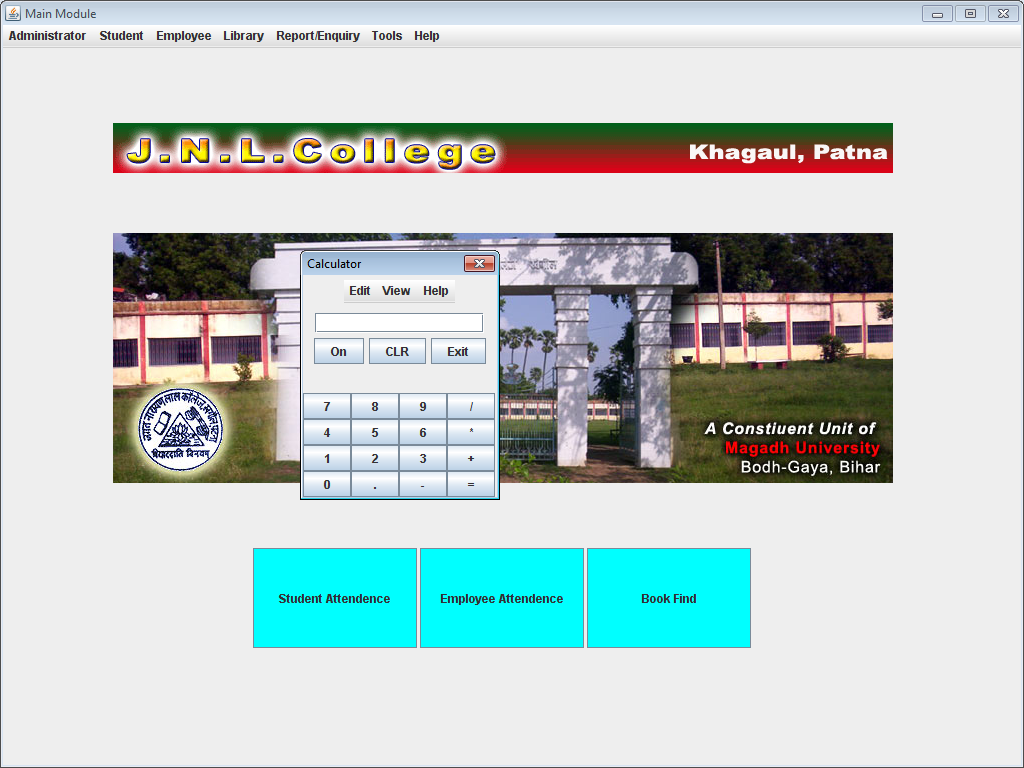 Main Module
Administrator Student Employee Library Report/Enquiry Tools Help
J.N.L.College
Khagaul, Patna
Calculator
Edit View Help
On CLR Exit
7 8 9 /
4 5 6 *
1 2 3 +
0 . - =
A Constiuent Unit of
Magadh University
Bodh-Gaya, Bihar
Student Attendence
Employee Attendence
Book Find